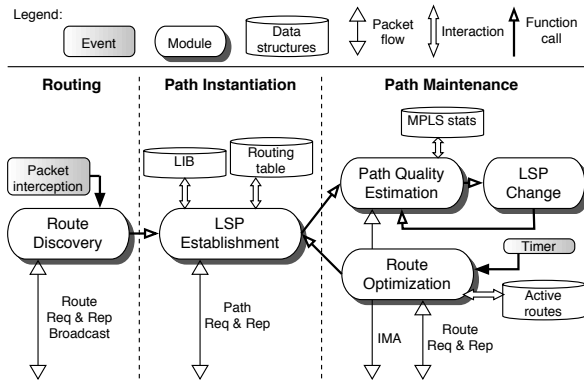 Legend:
Event
Module
Data
structures
Packet
flow
Interaction
Function
call
Routing
Path Instantiation
Path Maintenance
Packet
interception
Route
Discovery
Route
Req & Rep
Broadcast
LIB
Routing
table
LSP
Establishment
Path
Req & Rep
MPLS stats
Path Quality
Estimation
LSP
Change
Timer
Route
Optimization
Active
routes
IMA
Route
Req & Rep